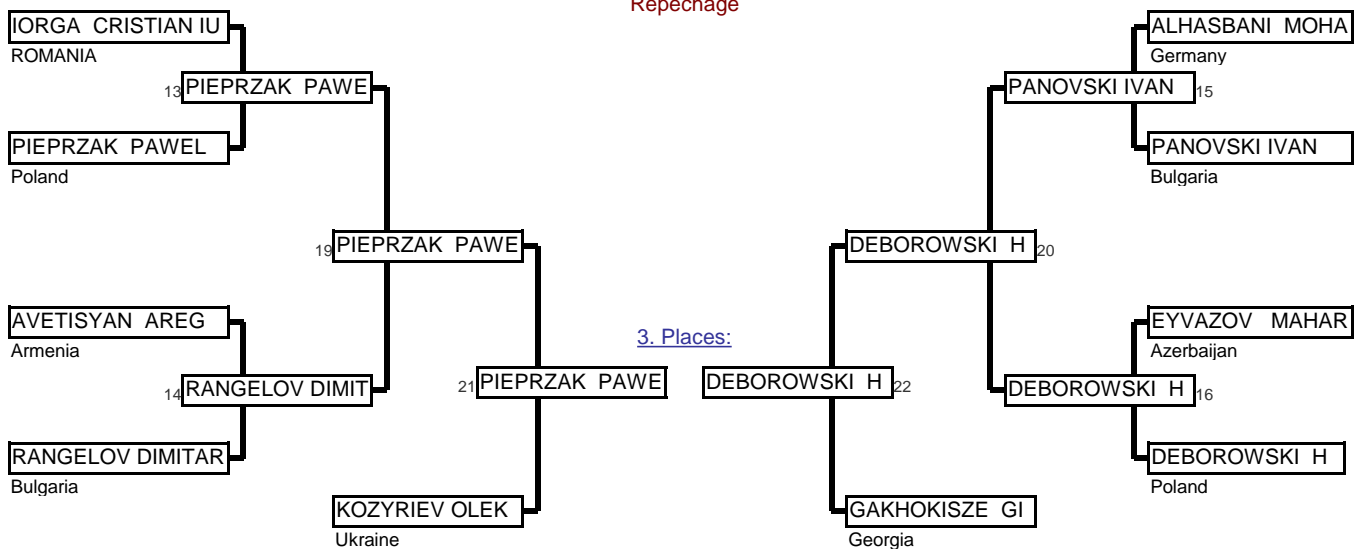 Repechage
IORGA CRISTIAN IU
ROMANIA
13 PIEPRZAK PAWE
PIEPRZAK PAWEL
Poland
19 PIEPRZAK PAWE
AVETISYAN AREG
Armenia
14 RANGELOV DIMIT
RANGELOV DIMITAR
Bulgaria
21 PIEPRZAK PAWE
KOZYRIEV OLEK
Ukraine
3. Places:
ALHASBANI MOHA
Germany
PANOVSKI IVAN 15
PANOVSKI IVAN
Bulgaria
DEBOROWSKI H 20
EYVAZOV MAHAR
Azerbaijan
DEBOROWSKI H 22
DEBOROWSKI H 16
DEBOROWSKI H
Poland
GAKHOKISZE GI
Georgia